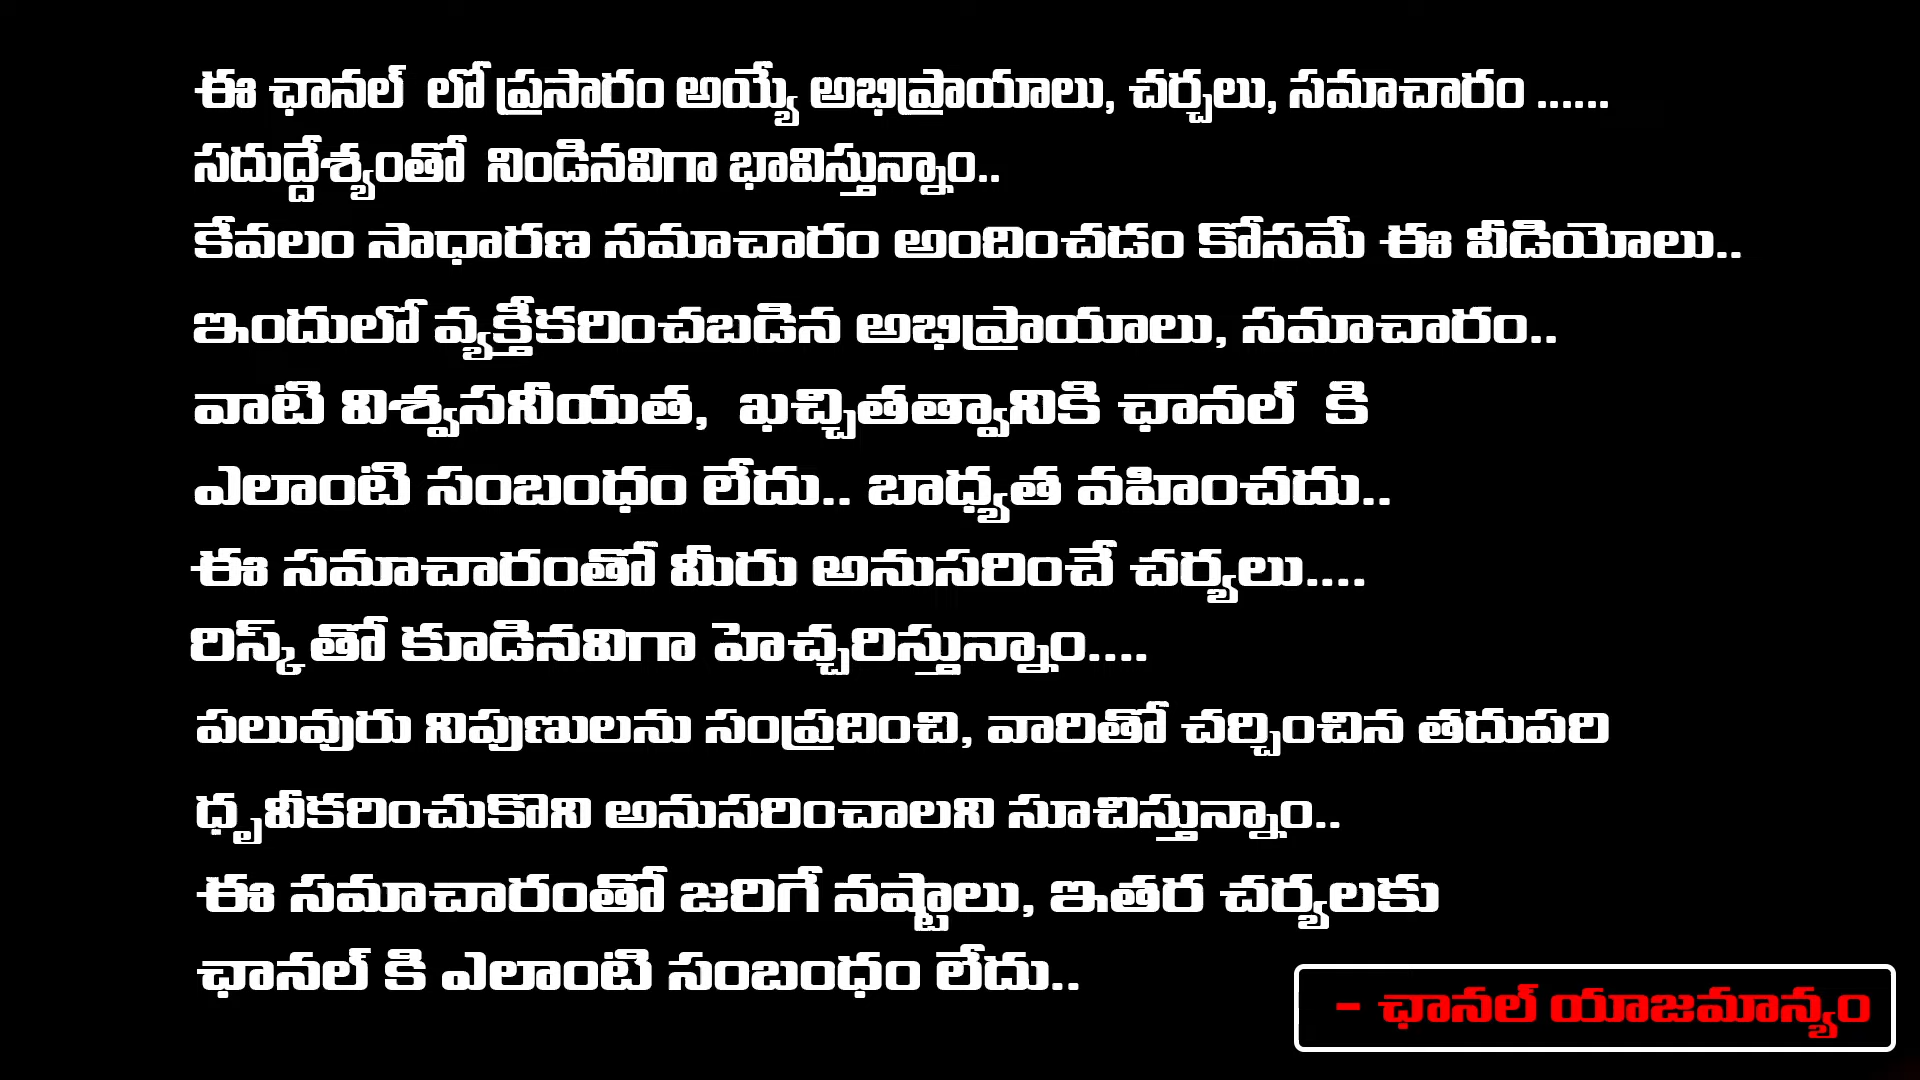 ఈ ఛానల్ లో ప్రసారం అయ్యే అభిప్రాయాలు, చర్చలు, సమాచారం ......
సదుద్దేశ్యంతో నిండినవిగా భావిస్తున్నాం..
కేవలం సాధారణ సమాచారం అందించడం కోసమే ఈ వీడియోలు..
ఇందులో వ్యక్తీకరించబడిన అభిప్రాయాలు, సమాచారం..
వాటి విశ్వసనీయత, ఖచ్చితత్వానికి ఛానల్ కి
ఎలాంటి సంబంధం లేదు.. బాధ్యత వహించదు..
ఈ సమాచారంతో మీరు అనుసరించే చర్యలు....
రిస్క్ తో కూడినవిగా హెచ్చరిస్తున్నాం....
పలువురు నిపుణులను సంప్రదించి, వారితో చర్చించిన తదుపరి
ధృవీకరించుకొని అనుసరించాలని సూచిస్తున్నాం..
ఈ సమాచారంతో జరిగే నష్టాలు, ఇతర చర్యలకు
ఛానల్ కి ఎలాంటి సంబంధం లేదు..
- ఛానల్ యాజమాన్యం